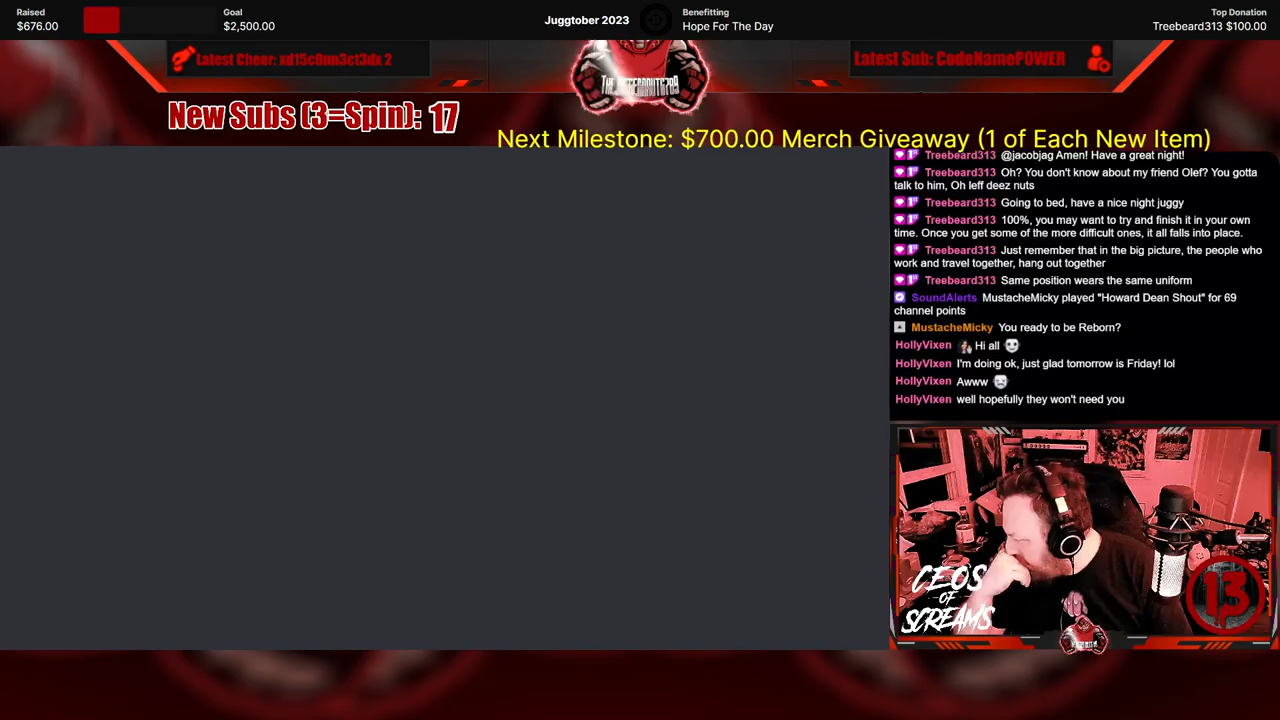 Raised
$676.00
Goal
$2,500.00
Juggtober 2023
Benefitting
Hope For The Day
Top Donation
Treebeard313 $100.00
Latest Cheer: xd15c0nn3ct3dx 2
THEJUGGERNAUT6789
Latest Sub: CodeNamePOWER
New Subs (3=Spin): 17
Next Milestone: $700.00 Merch Giveaway (1 of Each New Item)
Treebeard313 @jacobjag Amen! Have a great night!
Treebeard313 Oh? You don't know about my friend Olef? You gotta
talk to him, Oh leff deez nuts
Treebeard313 Going to bed, have a nice night juggy
Treebeard313 100%, you may want to try and finish it in your own
time. Once you get some of the more difficult ones, it all falls into place.
Treebeard313 Just remember that in the big picture, the people who
work and travel together, hang out together
Treebeard313 Same position wears the same uniform
SoundAlerts MustacheMicky played "Howard Dean Shout" for 69
channel points
MustacheMicky You ready to be Reborn?
HollyVixen Hi all
HollyVixen I'm doing ok, just glad tomorrow is Friday! lol
HollyVixen Awww
HollyVixen well hopefully they won't need you
CEOS
OF
SCREAMS
13